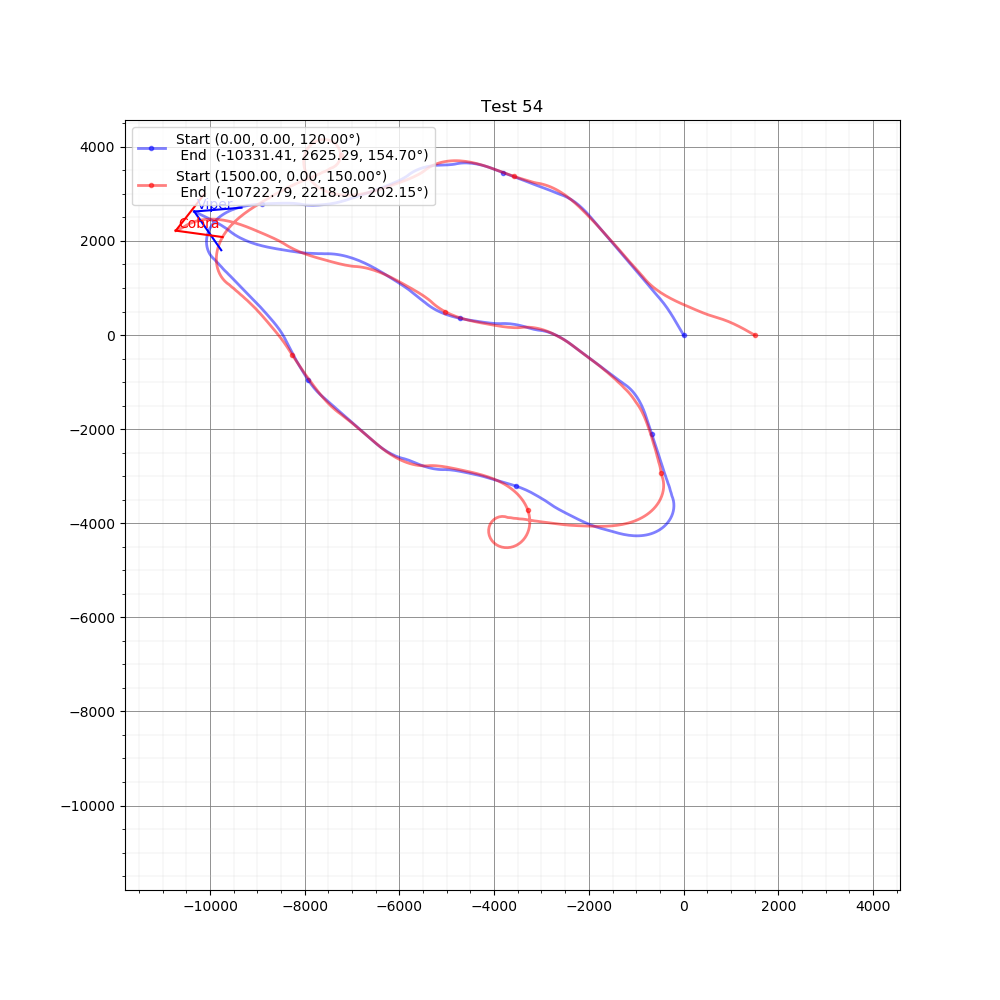 Test 54
Start (0.00, 0.00, 120.00°)
End (-10331.41, 2625.29, 154.70°)
Start (1500.00, 0.00, 150.00°)
End (-10722.79, 2218.90, 202.15°)
Viper
Cobra
4000
2000
0
−2000
−4000
−6000
−8000
−10000
−10000 −8000 −6000 −4000 −2000 0 2000 4000